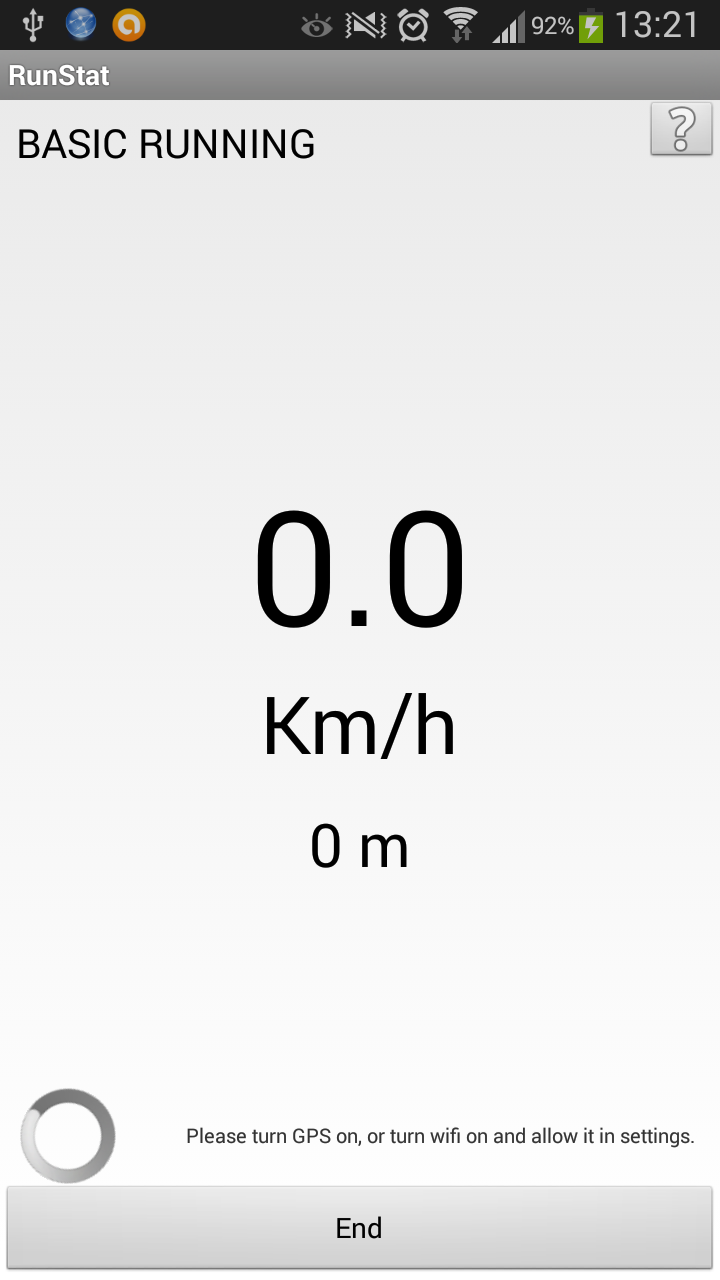 92% 13:21
RunStat
BASIC RUNNING
0.0
Km/h
0 m
Please turn GPS on, or turn wifi on and allow it in settings.
End